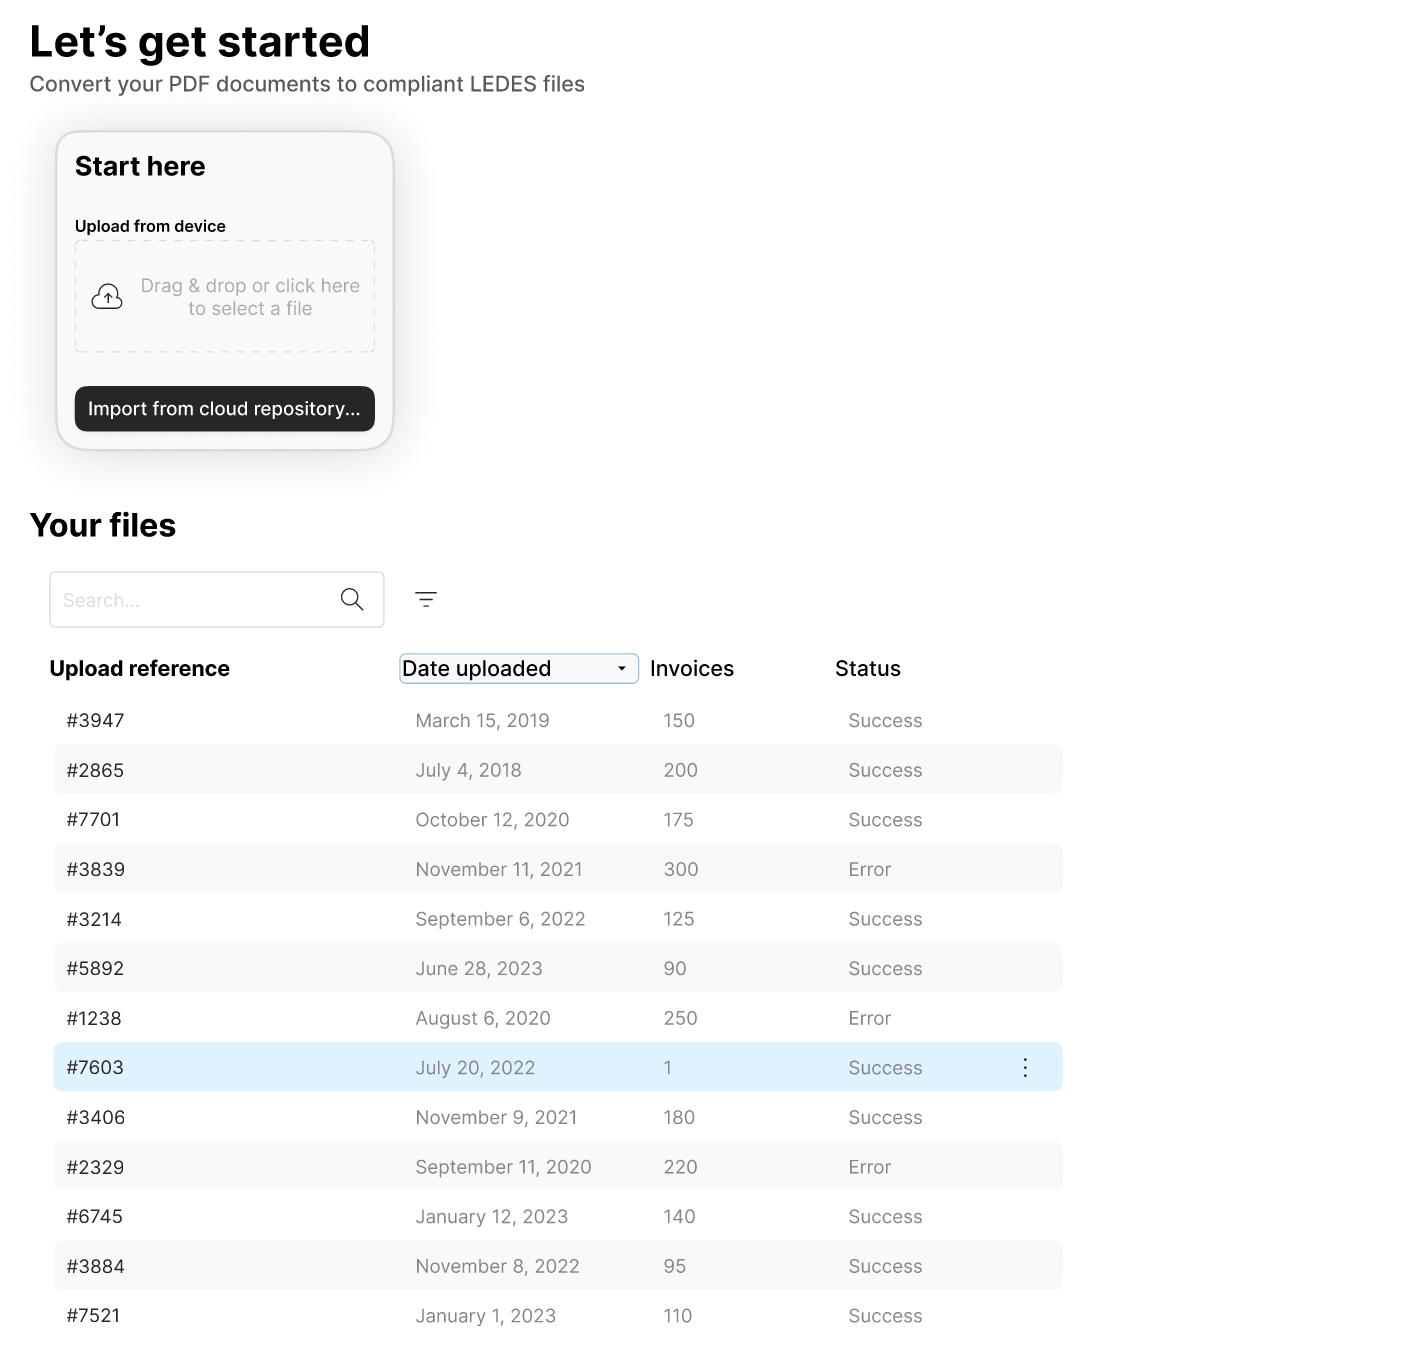 Let’s get started
Convert your PDF documents to compliant LEDES files
Start here
Upload from device
Drag & drop or click here
to select a file
Import from cloud repository...
Your files
Search...
Upload reference Date uploaded Invoices Status
#3947 March 15, 2019 150 Success
#2865 July 4, 2018 200 Success
#7701 October 12, 2020 175 Success
#3839 November 11, 2021 300 Error
#3214 September 6, 2022 125 Success
#5892 June 28, 2023 90 Success
#1238 August 6, 2020 250 Error
#7603 July 20, 2022 1 Success
#3406 November 9, 2021 180 Success
#2329 September 11, 2020 220 Error
#6745 January 12, 2023 140 Success
#3884 November 8, 2022 95 Success
#7521 January 1, 2023 110 Success